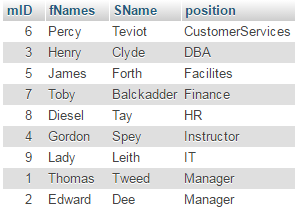 mID fNames SName position
6 Percy Teviot CustomerServices
3 Henry Clyde DBA
5 James Forth Facilites
7 Toby Balckadder Finance
8 Diesel Tay HR
4 Gordon Spey Instructor
9 Lady Leith IT
1 Thomas Tweed Manager
2 Edward Dee Manager